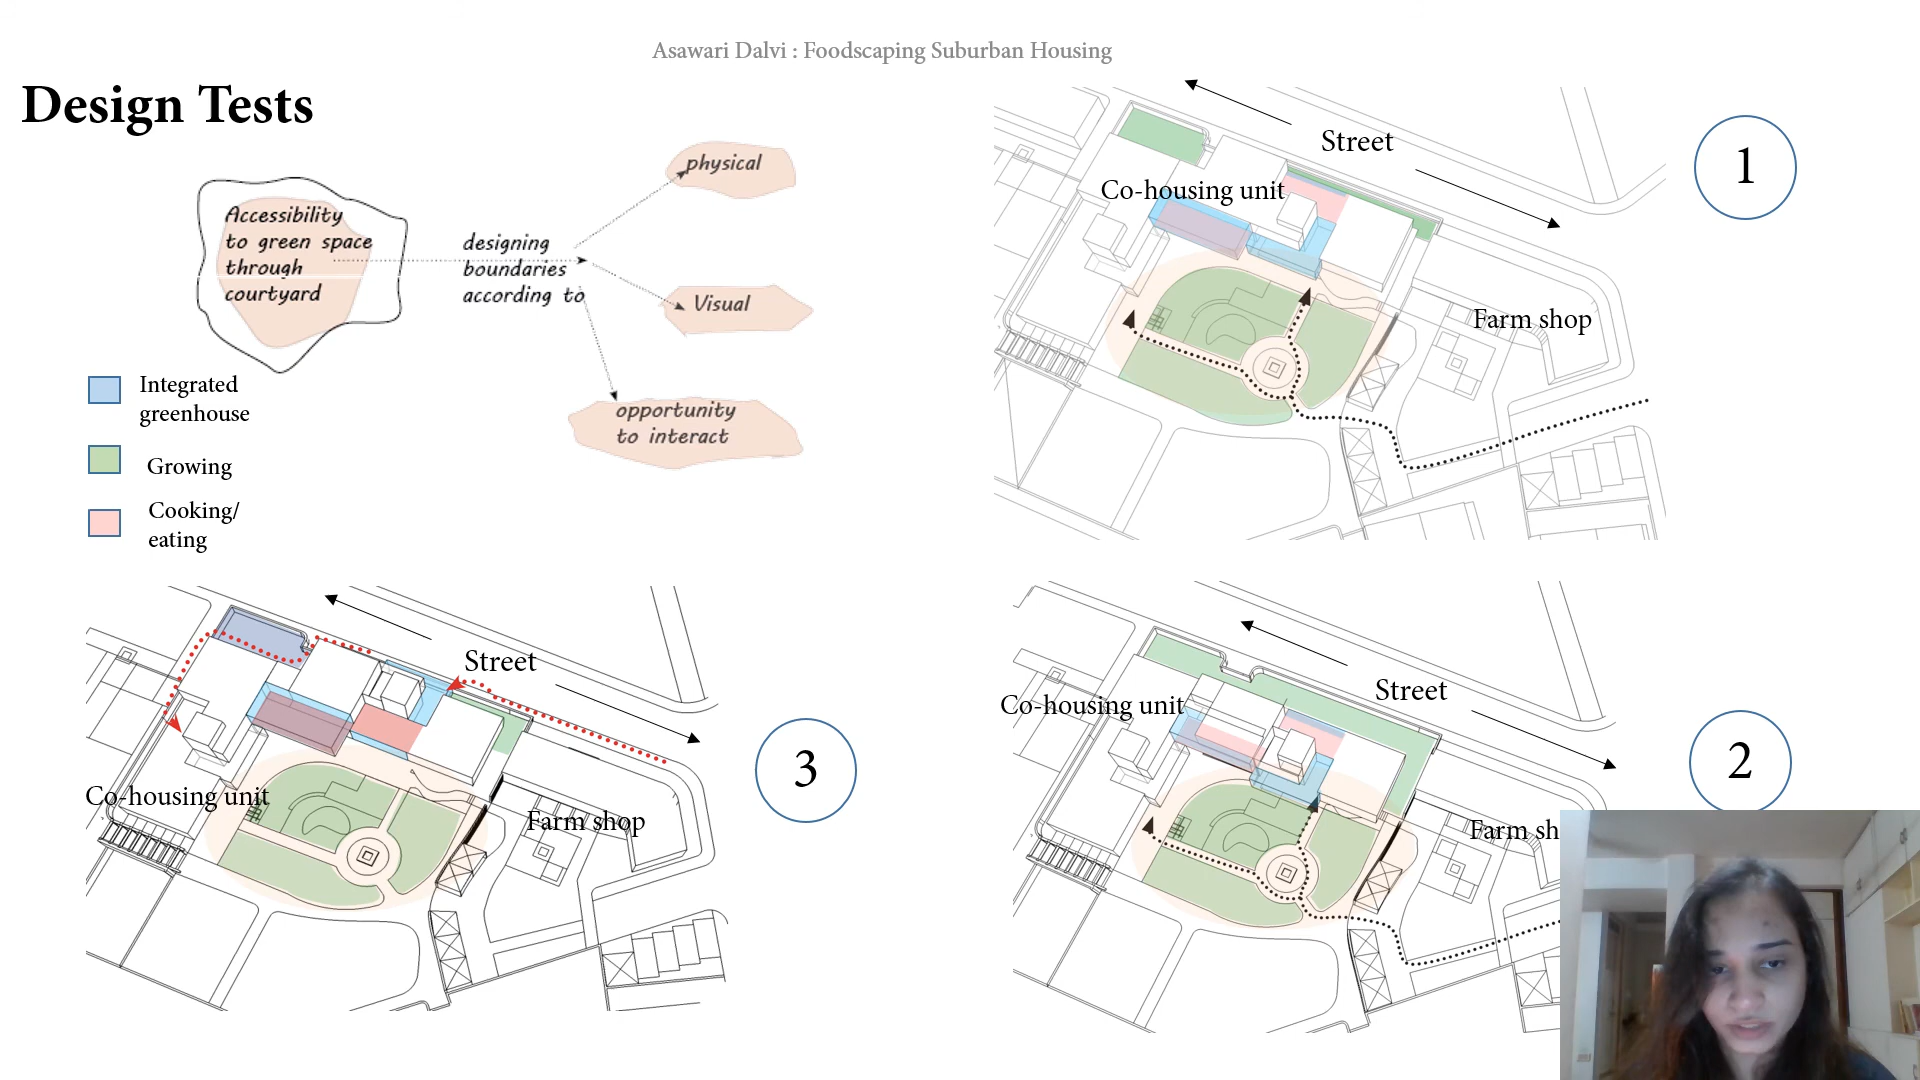 Asawari Dalvi : Foodscaping Suburban Housing
Design Tests
Accessibility
to green space
through
courtyard
designing
boundaries
according to
physical
Visual
opportunity
to interact
Integrated
greenhouse
Growing
Cooking/
eating
Street
Co-housing unit
Farm shop
1
Street
Co-housing unit
Farm shop
3
Street
Co-housing unit
Farm sh
2